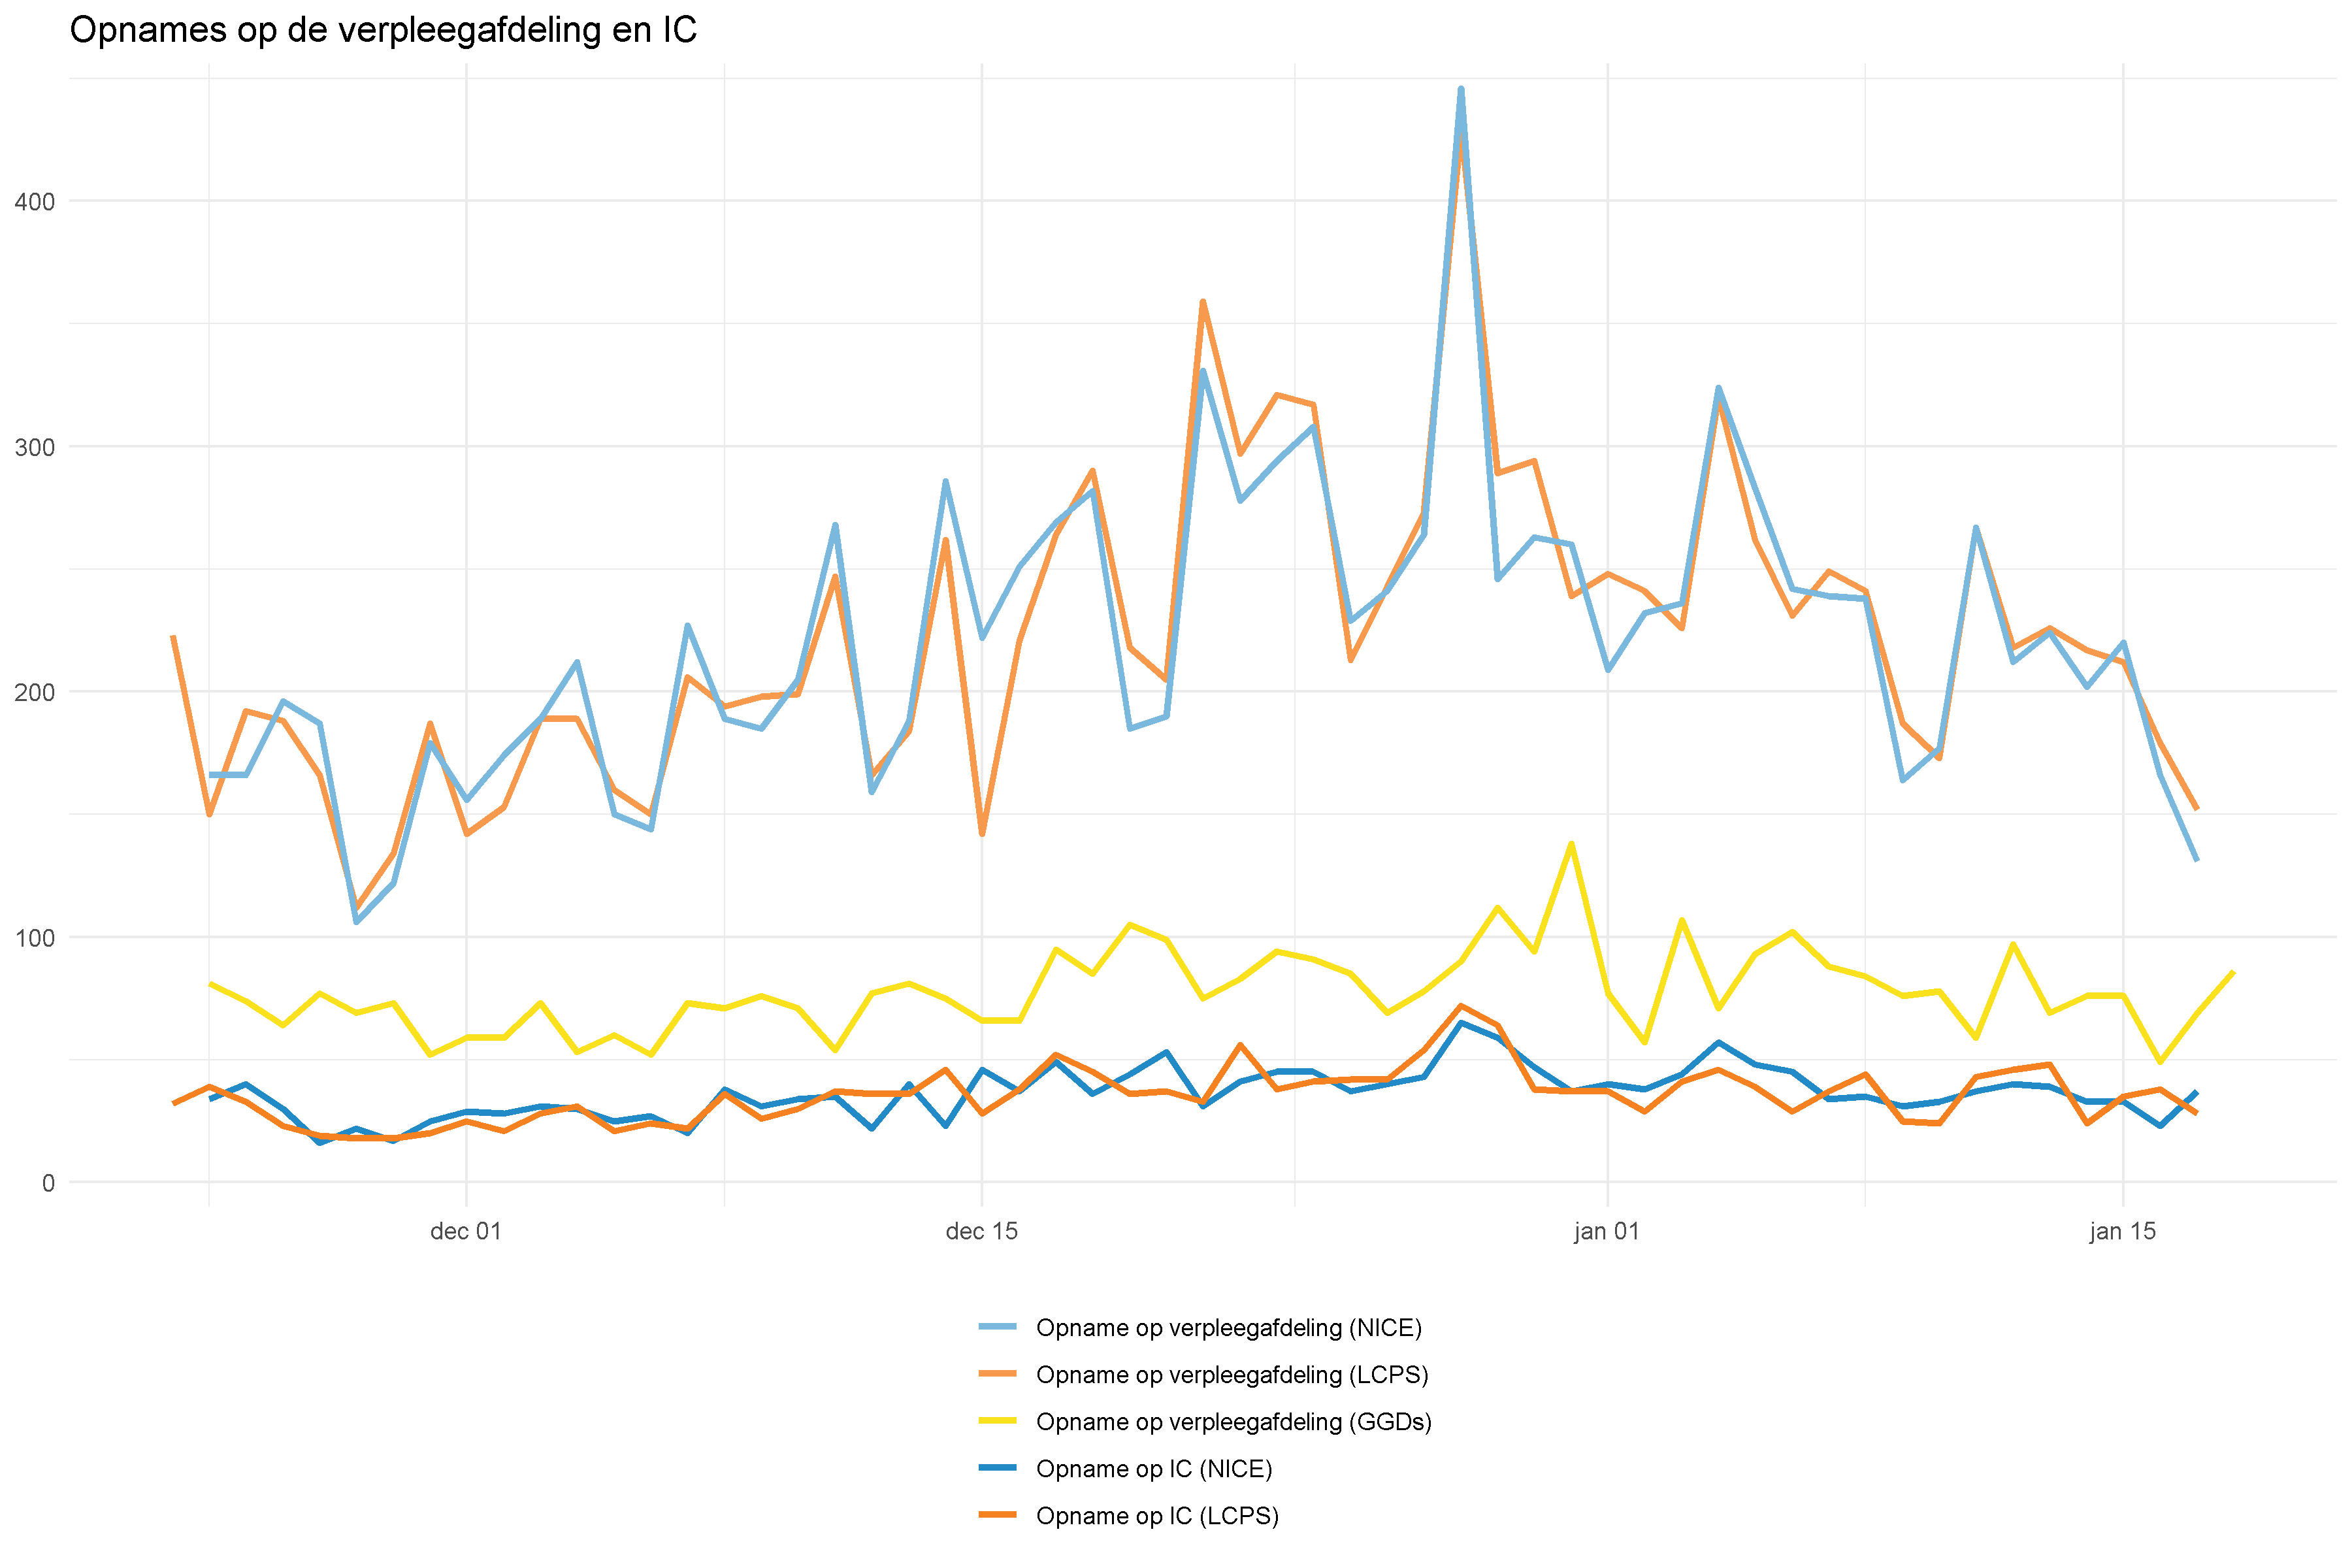 Opnames op de verpleegafdeling en IC
400
300
200
100
0
dec 01
dec 15
jan 01
jan 15
Opname op verpleegafdeling (NICE)
Opname op verpleegafdeling (LCPS)
Opname op verpleegafdeling (GGDs)
Opname op IC (NICE)
Opname op IC (LCPS)